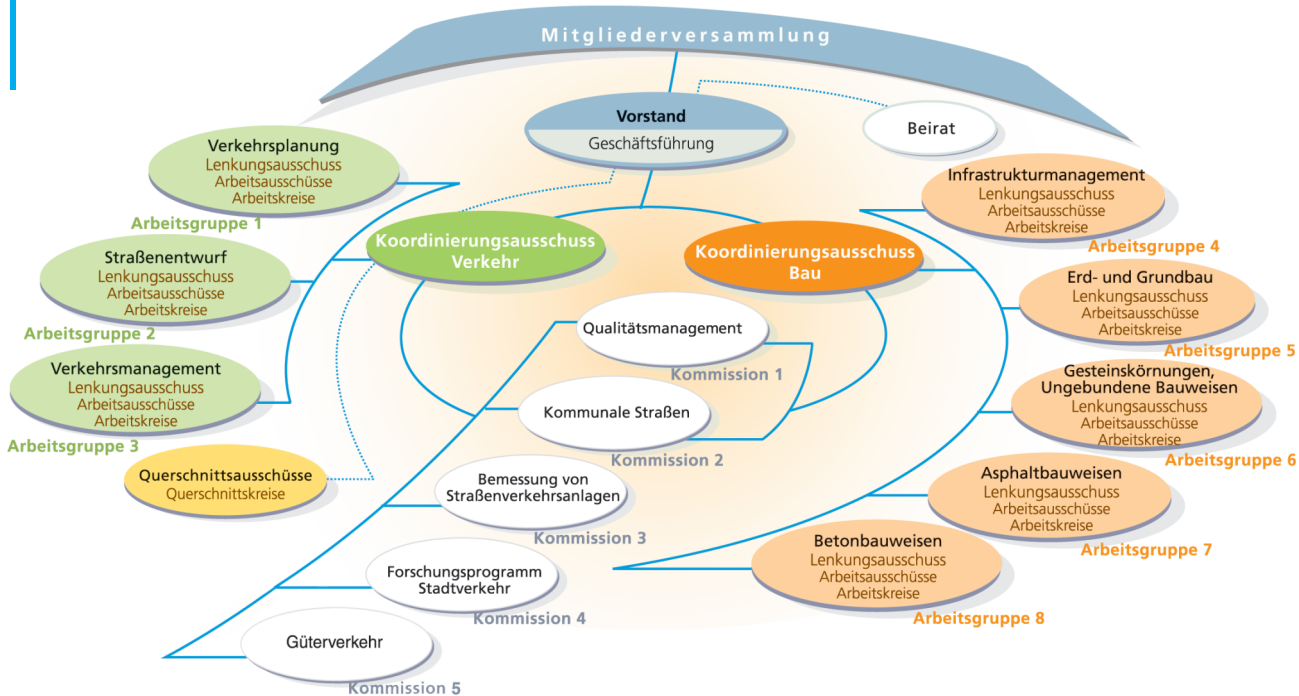 Mitgliederversammlung
Vorstand
Geschäftsführung
Beirat
Verkehrsplanung
Lenkungsausschuss
Arbeitsausschüsse
Arbeitskreise
Arbeitsgruppe 1
Straßenentwurf
Lenkungsausschuss
Arbeitsausschüsse
Arbeitskreise
Arbeitsgruppe 2
Verkehrsmanagement
Lenkungsausschuss
Arbeitsausschüsse
Arbeitskreise
Arbeitsgruppe 3
Querschnittsausschüsse
Querschnittskreise
Koordinierungsausschuss
Verkehr
Koordinierungsausschuss
Bau
Qualitätsmanagement
Kommission 1
Kommunale Straßen
Kommission 2
Bemessung von
Straßenverkehrsanlagen
Kommission 3
Forschungsprogramm
Stadtverkehr
Kommission 4
Güterverkehr
Kommission 5
Infrastrukturmanagement
Lenkungsausschuss
Arbeitsausschüsse
Arbeitskreise
Arbeitsgruppe 4
Erd- und Grundbau
Lenkungsausschuss
Arbeitsausschüsse
Arbeitskreise
Arbeitsgruppe 5
Gesteinskörnungen,
Ungebundene Bauweisen
Lenkungsausschuss
Arbeitsausschüsse
Arbeitskreise
Arbeitsgruppe 6
Asphaltbauweisen
Lenkungsausschuss
Arbeitsausschüsse
Arbeitskreise
Arbeitsgruppe 7
Betonbauweisen
Lenkungsausschuss
Arbeitsausschüsse
Arbeitskreise
Arbeitsgruppe 8